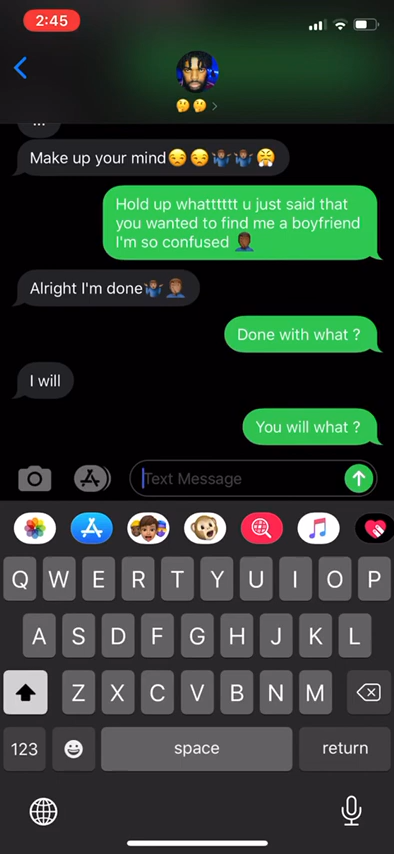 2:45
🤔🤔
...
Make up your mind😒😒🤷🏾‍♂️🤷🏾‍♂️😤
Hold up whatttttt u just said that
you wanted to find me a boyfriend
I'm so confused 🤦🏾‍♂️
Alright I'm done🤷🏾‍♂️🤦🏽‍♂️
Done with what ?
I will
You will what ?
Text Message
Q W E R T Y U I O P
A S D F G H J K L
Z X C V B N M
123 space return